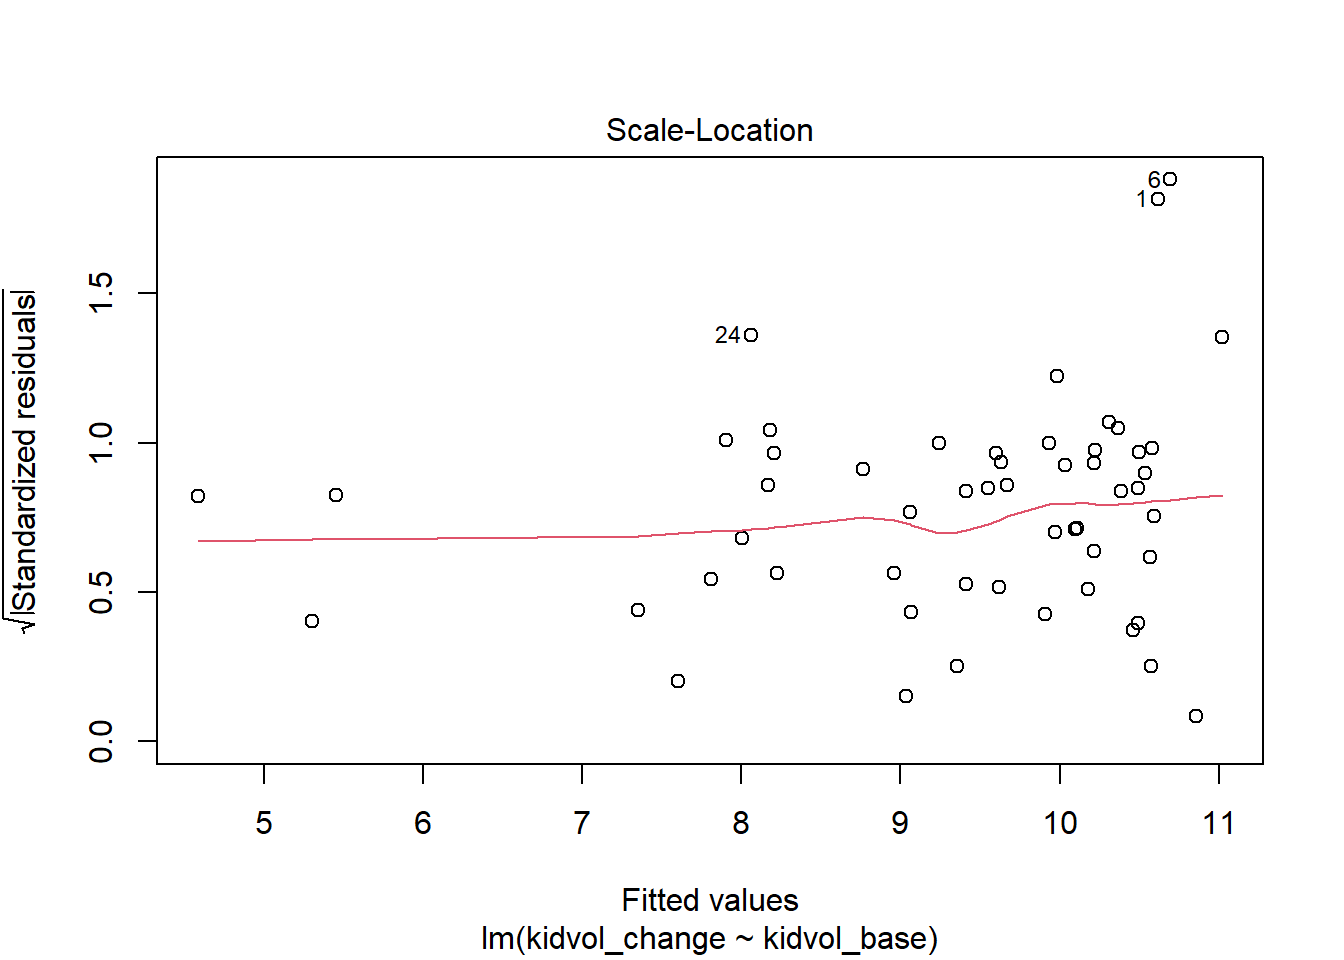 Scale-Location
6
1
24
√|Standardized residuals|
1.5
1.0
0.5
0.0
5 6 7 8 9 10 11
Fitted values
lm(kidvol_change ~ kidvol_base)